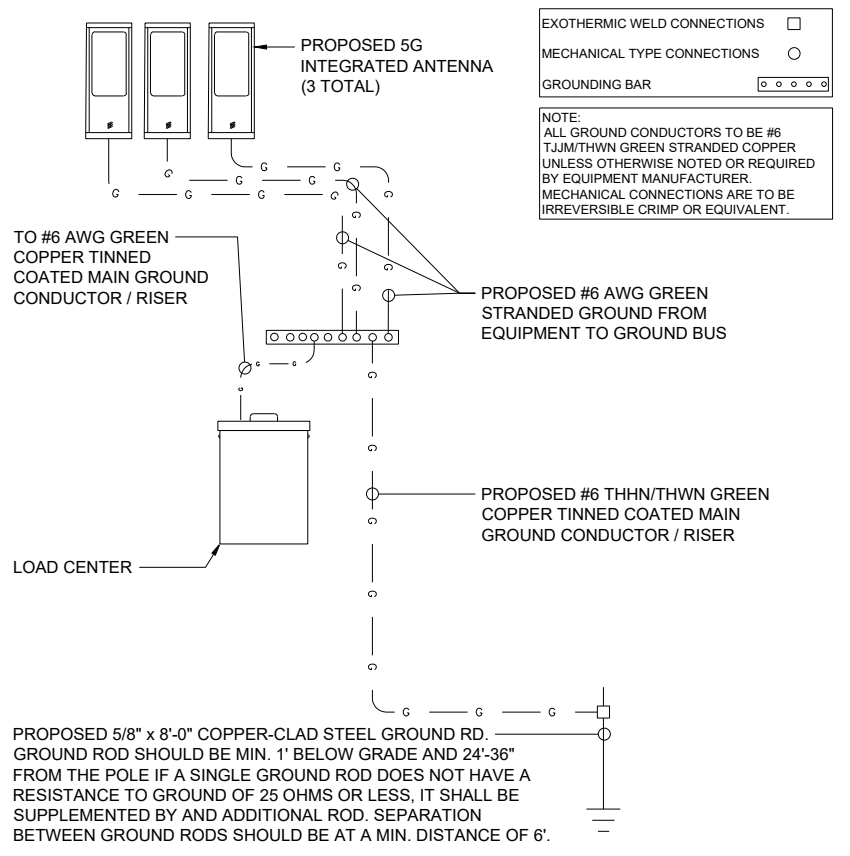 PROPOSED 5G
INTEGRATED ANTENNA
(3 TOTAL)
EXOTHERMIC WELD CONNECTIONS
MECHANICAL TYPE CONNECTIONS
GROUNDING BAR
NOTE:
ALL GROUND CONDUCTORS TO BE #6
TJJM/THWN GREEN STRANDED COPPER
UNLESS OTHERWISE NOTED OR REQUIRED
BY EQUIPMENT MANUFACTURER.
MECHANICAL CONNECTIONS ARE TO BE
IRREVERSIBLE CRIMP OR EQUIVALENT.
G
G G G
G G G
G G G
TO #6 AWG GREEN
COPPER TINNED
COATED MAIN GROUND
CONDUCTOR / RISER
G
G
G
PROPOSED #6 AWG GREEN
STRANDED GROUND FROM
EQUIPMENT TO GROUND BUS
G G
G
G
G
PROPOSED #6 THHN/THWN GREEN
COPPER TINNED COATED MAIN
GROUND CONDUCTOR / RISER
G
LOAD CENTER
G
G
G G G
PROPOSED 5/8" x 8'-0" COPPER-CLAD STEEL GROUND RD.
GROUND ROD SHOULD BE MIN. 1' BELOW GRADE AND 24'-36"
FROM THE POLE IF A SINGLE GROUND ROD DOES NOT HAVE A
RESISTANCE TO GROUND OF 25 OHMS OR LESS, IT SHALL BE
SUPPLEMENTED BY AND ADDITIONAL ROD. SEPARATION
BETWEEN GROUND RODS SHOULD BE AT A MIN. DISTANCE OF 6'.